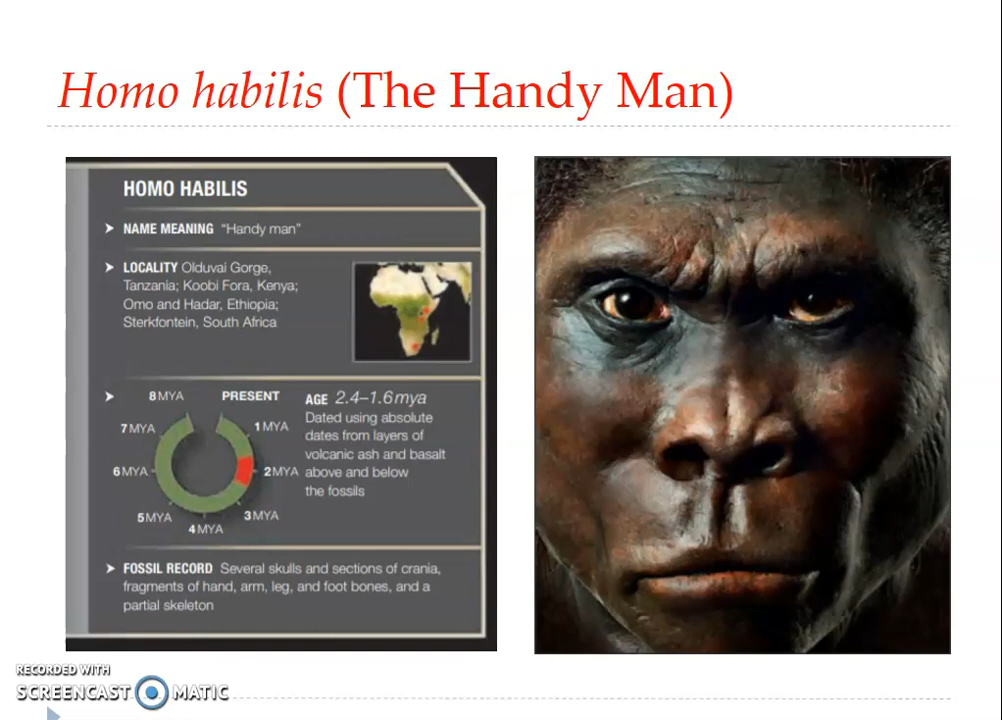 Homo habilis (The Handy Man)
HOMO HABILIS
NAME MEANING "Handy man"
LOCALITY Olduvai Gorge,
Tanzania; Koobi Fora, Kenya;
Omo and Hadar, Ethiopia;
Sterkfontein, South Africa
8MYA
PRESENT
7MYA
1MYA
6MYA
2MYA
5MYA
3MYA
4MYA
AGE 2.4–1.6mya
Dated using absolute
dates from layers of
volcanic ash and basalt
above and below
the fossils
FOSSIL RECORD Several skulls and sections of crania,
fragments of hand, arm, leg, and foot bones, and a
partial skeleton
RECORDED WITH
SCREENCAST MATIC